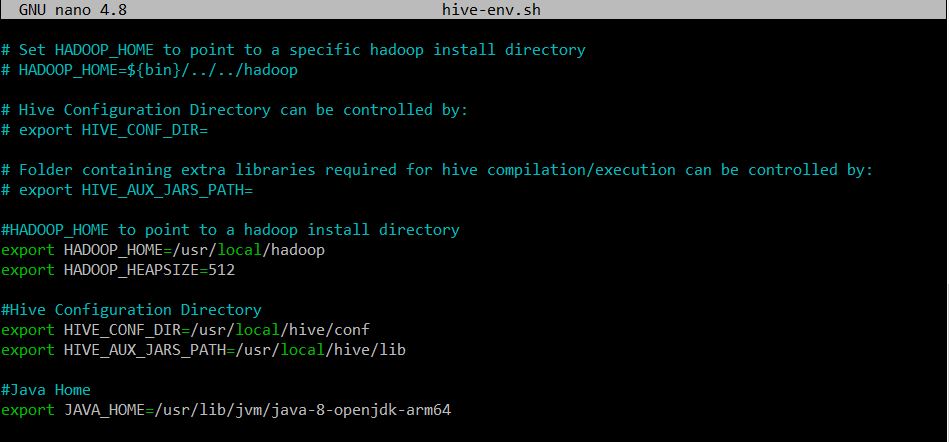 GNU nano 4.8 hive-env.sh
# Set HADOOP_HOME to point to a specific hadoop install directory
# HADOOP_HOME=${bin}/../../hadoop
# Hive Configuration Directory can be controlled by:
# export HIVE_CONF_DIR=
# Folder containing extra libraries required for hive compilation/execution can be controlled by:
# export HIVE_AUX_JARS_PATH=
#HADOOP_HOME to point to a hadoop install directory
export HADOOP_HOME=/usr/local/hadoop
export HADOOP_HEAPSIZE=512
#Hive Configuration Directory
export HIVE_CONF_DIR=/usr/local/hive/conf
export HIVE_AUX_JARS_PATH=/usr/local/hive/lib
#Java Home
export JAVA_HOME=/usr/lib/jvm/java-8-openjdk-arm64